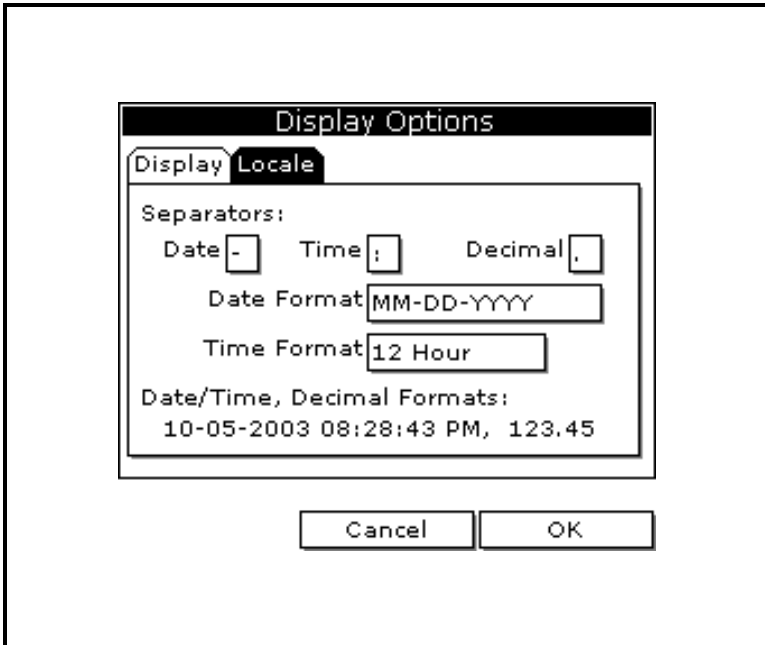 Display Options
Display Locale
Separators:
Date - Time : Decimal .
Date Format MM-DD-YYYY
Time Format 12 Hour
Date/Time, Decimal Formats:
10-05-2003 08:28:43 PM, 123.45
Cancel OK